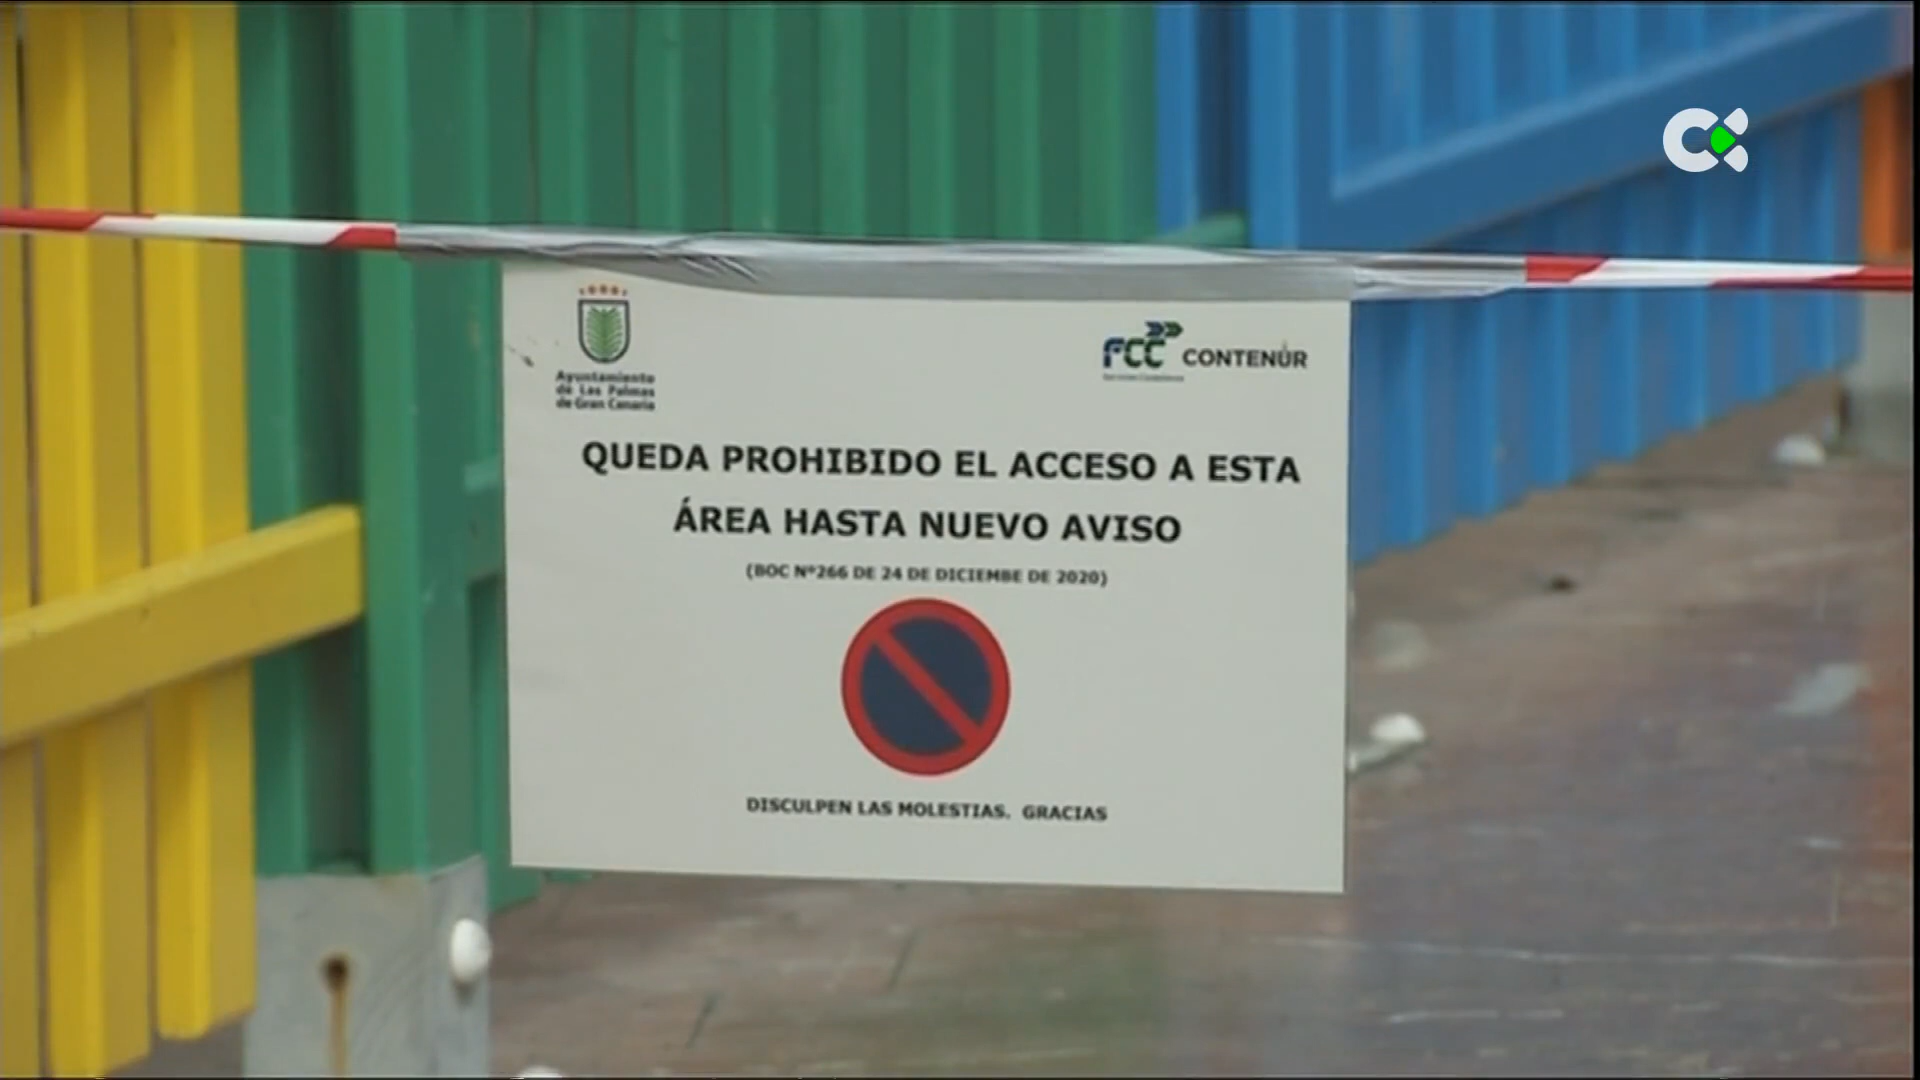 Ayuntamiento
de Las Palmas
de Gran Canaria
FCC CONTENUR
QUEDA PROHIBIDO EL ACCESO A ESTA
ÁREA HASTA NUEVO AVISO
(BOC Nº266 DE 24 DE DICIEMBE DE 2020)
DISCULPEN LAS MOLESTIAS. GRACIAS